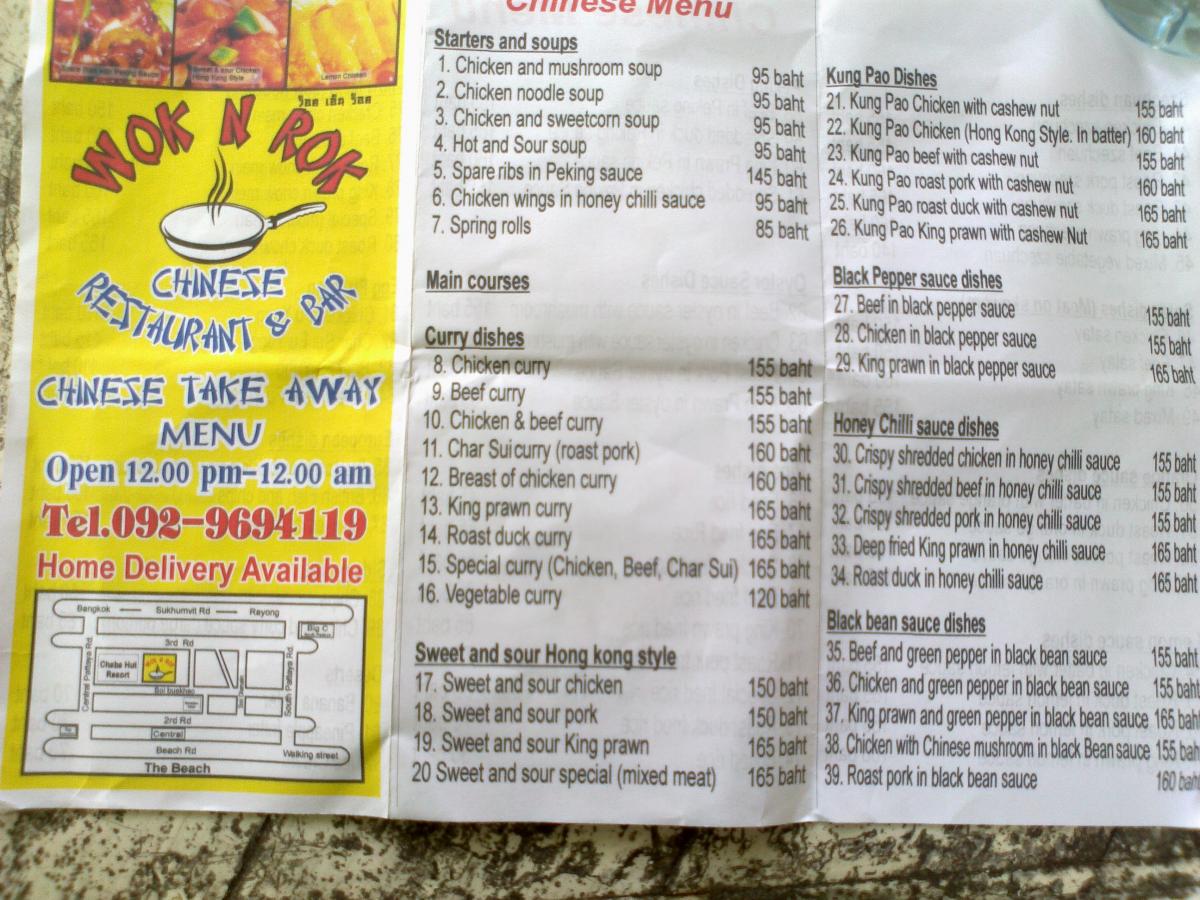 Spare Ribs with Peking Sauce
Sweet & sour Chicken
Hong Kong Style
Lemon Chicken
ว๊อค เอ็น ร๊อค
WOK N ROK
CHINESE
RESTAURANT & BAR
CHINESE TAKE AWAY
MENU
Open 12.00 pm-12.00 am
Tel.092-9694119
Home Delivery Available
Bangkok Sukhumvit Rd Rayong
Big C
3rd Rd
Central Pattaya Rd.
Chaba Hut
Resort
WOK N ROK
Soi buakhao
South Pattaya Rd.
2rd Rd
Central
Beach Rd
Walking street
The Beach
Chinese Menu
Starters and soups
1. Chicken and mushroom soup 95 baht
2. Chicken noodle soup 95 baht
3. Chicken and sweetcorn soup 95 baht
4. Hot and Sour soup 95 baht
5. Spare ribs in Peking sauce 145 baht
6. Chicken wings in honey chilli sauce 95 baht
7. Spring rolls 85 baht
Main courses
Curry dishes
8. Chicken curry 155 baht
9. Beef curry 155 baht
10. Chicken & beef curry 155 baht
11. Char Sui curry (roast pork) 160 baht
12. Breast of chicken curry 160 baht
13. King prawn curry 165 baht
14. Roast duck curry 165 baht
15. Special curry (Chicken, Beef, Char Sui) 165 baht
16. Vegetable curry 120 baht
Sweet and sour Hong kong style
17. Sweet and sour chicken 150 baht
18. Sweet and sour pork 150 baht
19. Sweet and sour King prawn 165 baht
20 Sweet and sour special (mixed meat) 165 baht
Kung Pao Dishes
21. Kung Pao Chicken with cashew nut 155 baht
22. Kung Pao Chicken (Hong Kong Style. In batter) 160 baht
23. Kung Pao beef with cashew nut 155 baht
24. Kung Pao roast pork with cashew nut 160 baht
25. Kung Pao roast duck with cashew nut 165 baht
26. Kung Pao King prawn with cashew Nut 165 baht
Black Pepper sauce dishes
27. Beef in black pepper sauce 155 baht
28. Chicken in black pepper sauce 155 baht
29. King prawn in black pepper sauce 165 baht
Honey Chilli sauce dishes
30. Crispy shredded chicken in honey chilli sauce 155 baht
31. Crispy shredded beef in honey chilli sauce 155 baht
32. Crispy shredded pork in honey chilli sauce 155 baht
33. Deep fried King prawn in honey chilli sauce 165 baht
34. Roast duck in honey chilli sauce 165 baht
Black bean sauce dishes
35. Beef and green pepper in black bean sauce 155 baht
36. Chicken and green pepper in black bean sauce 155 baht
37. King prawn and green pepper in black bean sauce 165 baht
38. Chicken with Chinese mushroom in black Bean sauce 155 baht
39. Roast pork in black bean sauce 160 baht